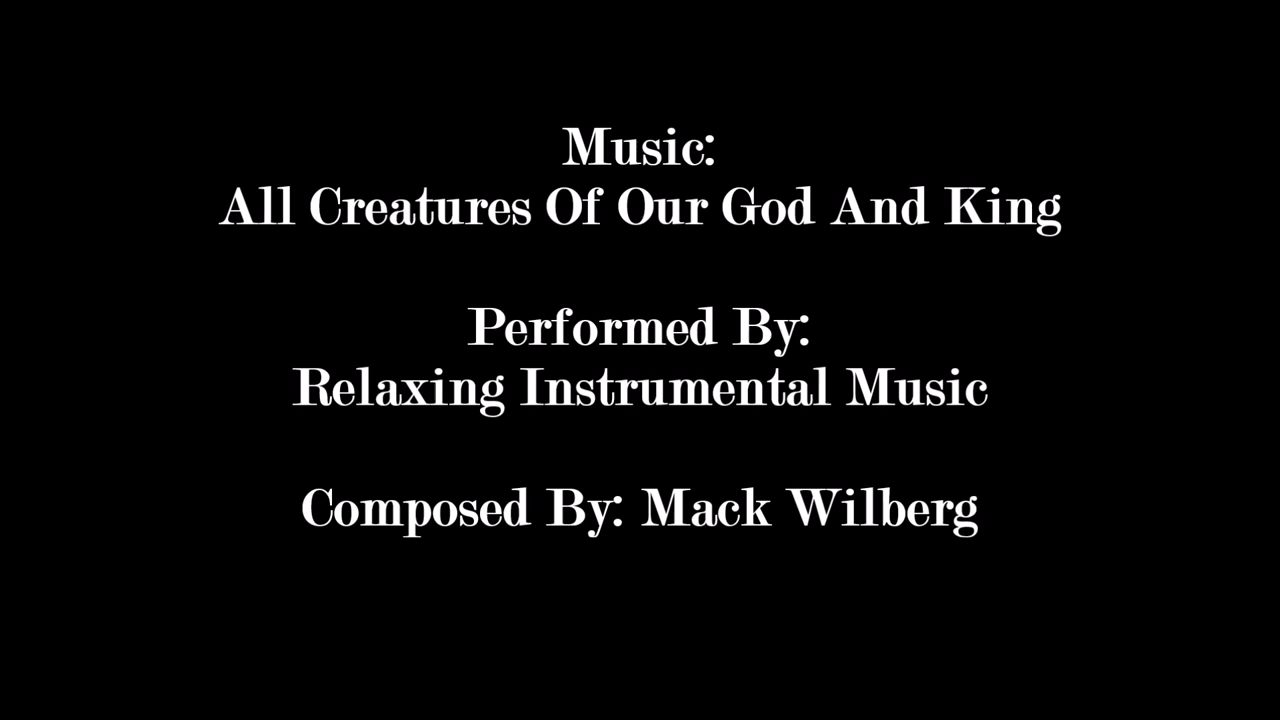 Music:
All Creatures Of Our God And King
Performed By:
Relaxing Instrumental Music
Composed By: Mack Wilberg